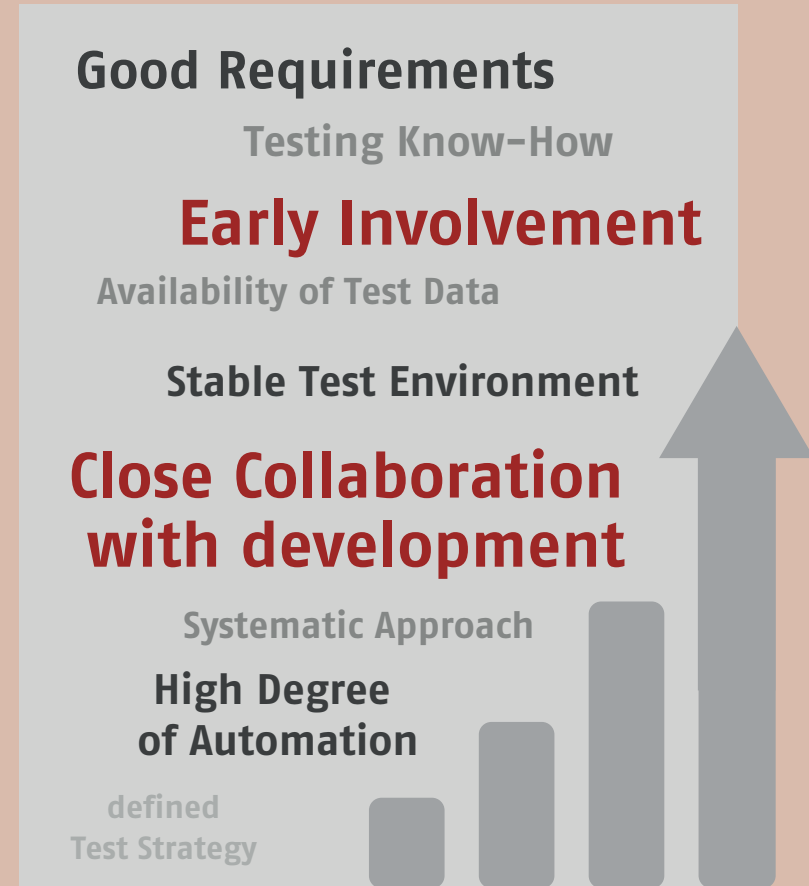 Good Requirements
Testing Know-How
Early Involvement
Availability of Test Data
Stable Test Environment
Close Collaboration
with development
Systematic Approach
High Degree
of Automation
defined
Test Strategy